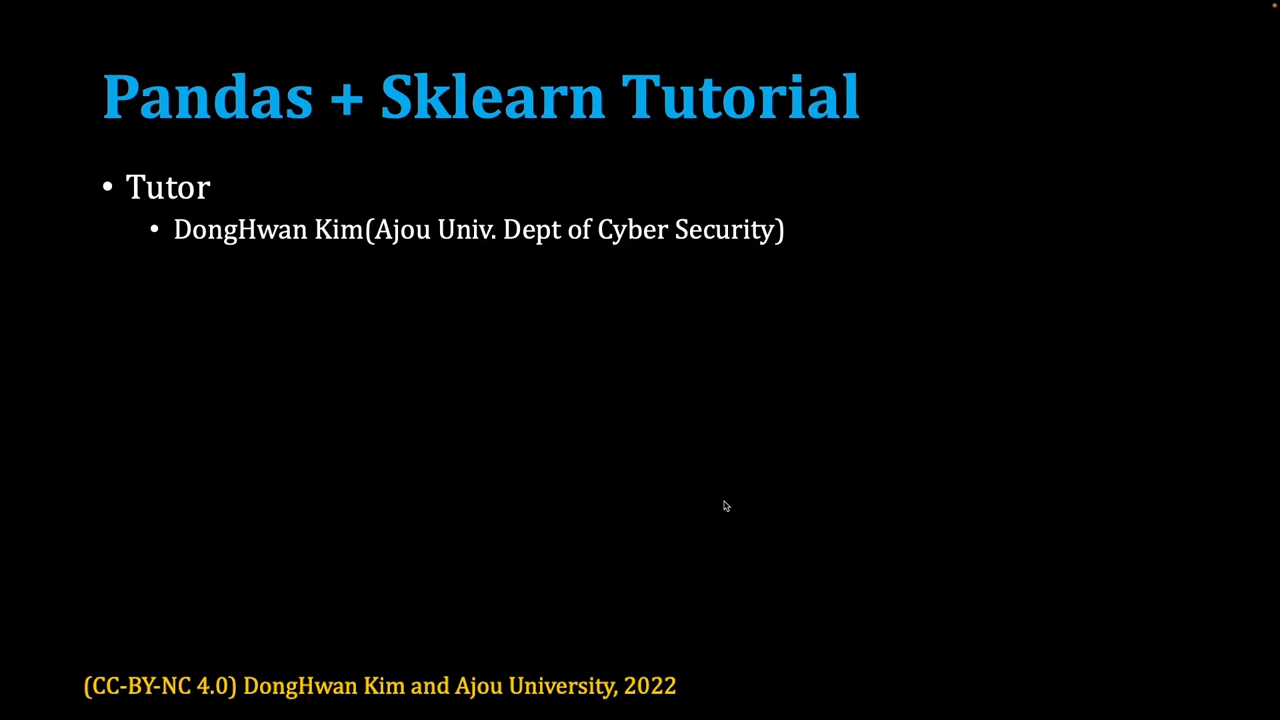 Pandas + Sklearn Tutorial
• Tutor
• DongHwan Kim(Ajou Univ. Dept of Cyber Security)
(CC-BY-NC 4.0) DongHwan Kim and Ajou University, 2022